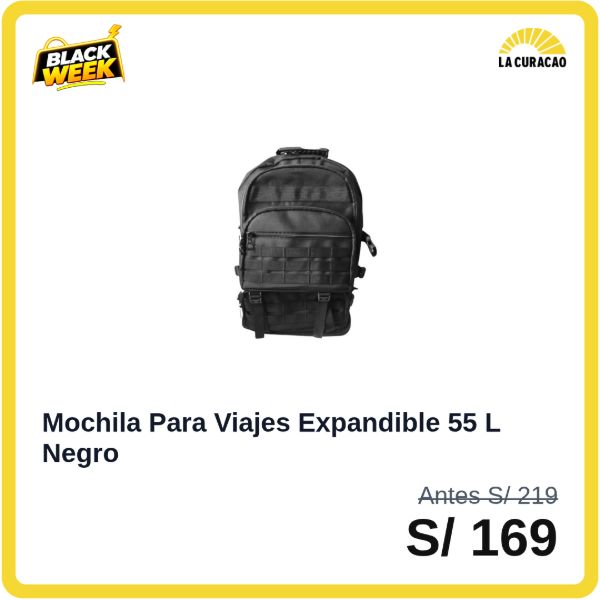 BLACK
WEEK
LA CURACAO
Mochila Para Viajes Expandible 55 L
Negro
Antes S/ 219
S/ 169